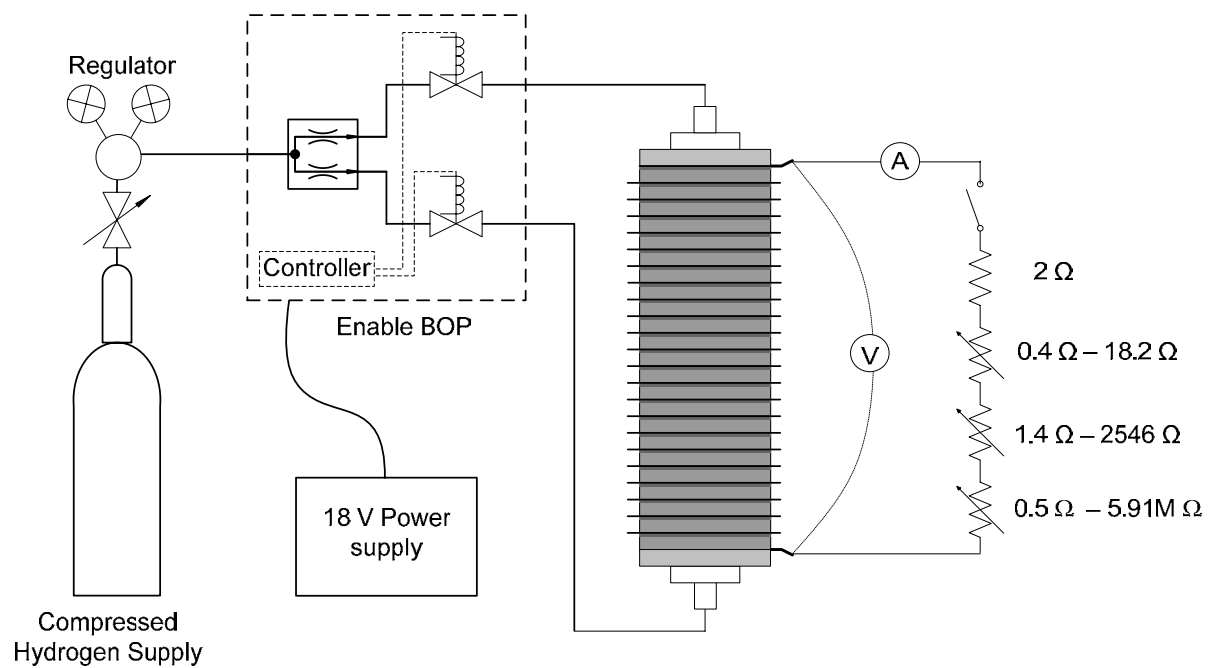 Regulator
Controller
Enable BOP
18 V Power
supply
Compressed
Hydrogen Supply
A
V
2 Ω
0.4 Ω – 18.2 Ω
1.4 Ω – 2546 Ω
0.5 Ω – 5.91M Ω